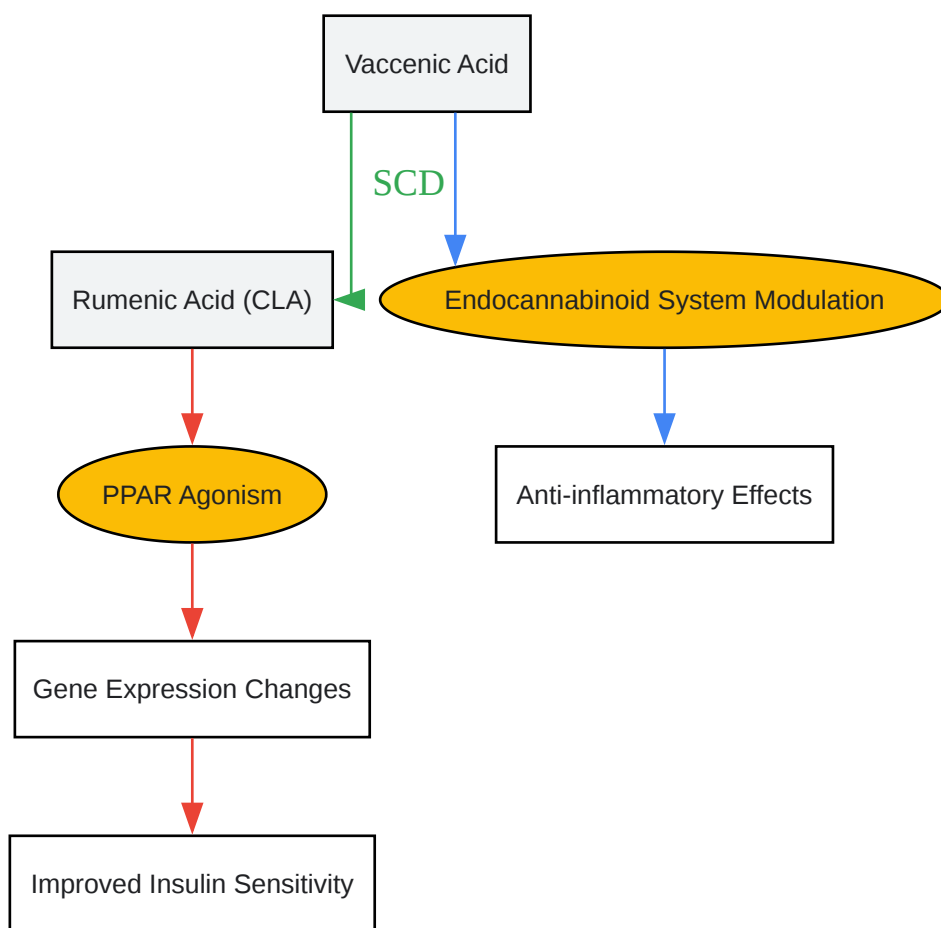 Vaccenic Acid
SCD
Rumenic Acid (CLA)
Endocannabinoid System Modulation
PPAR Agonism
Anti-inflammatory Effects
Gene Expression Changes
Improved Insulin Sensitivity